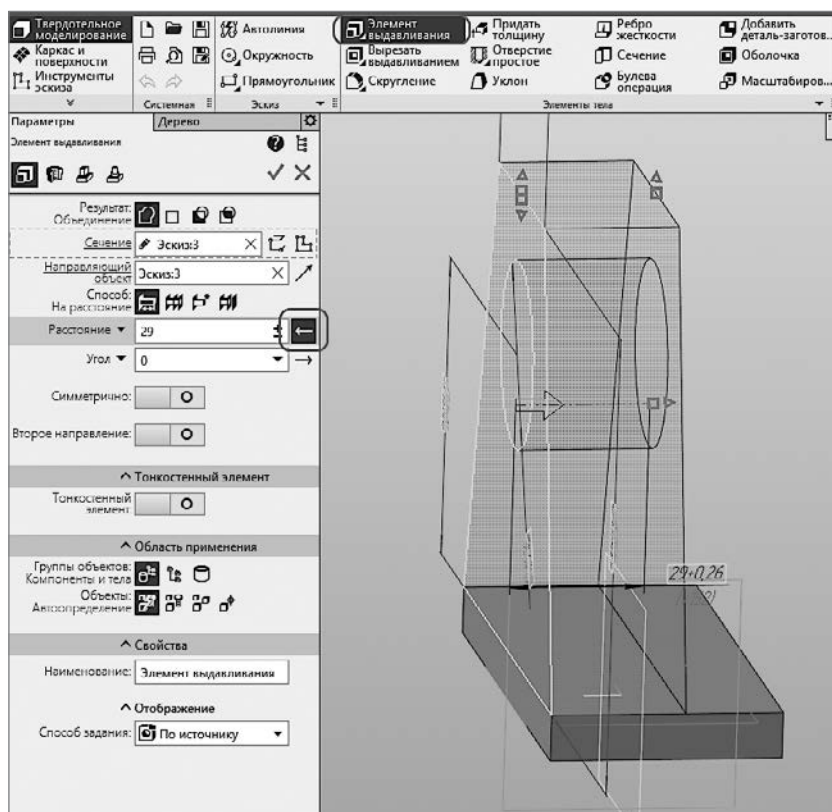 Твердотельное моделирование
Каркас и поверхности
Инструменты эскиза
Системная
Автолиния
Окружность
Прямоугольник
Эскиз
Элемент выдавливания
Вырезать выдавливанием
Скругление
Придать толщину
Отверстие простое
Уклон
Ребро жесткости
Сечение
Булева операция
Добавить деталь-заготов...
Оболочка
Масштабиров...
Элементы тела
Параметры
Дерево
Элемент выдавливания
Результат: Объединение
Сечение Эскиз:3
Направляющий объект Эскиз:3
Способ: На расстояние
Расстояние 29
Угол 0
Симметрично:
Второе направление:
Тонкостенный элемент
Тонкостенный элемент:
Область применения
Группы объектов: Компоненты и тела
Объекты: Автоопределение
Свойства
Наименование: Элемент выдавливания
Отображение
Способ задания: По источнику
29+0,26